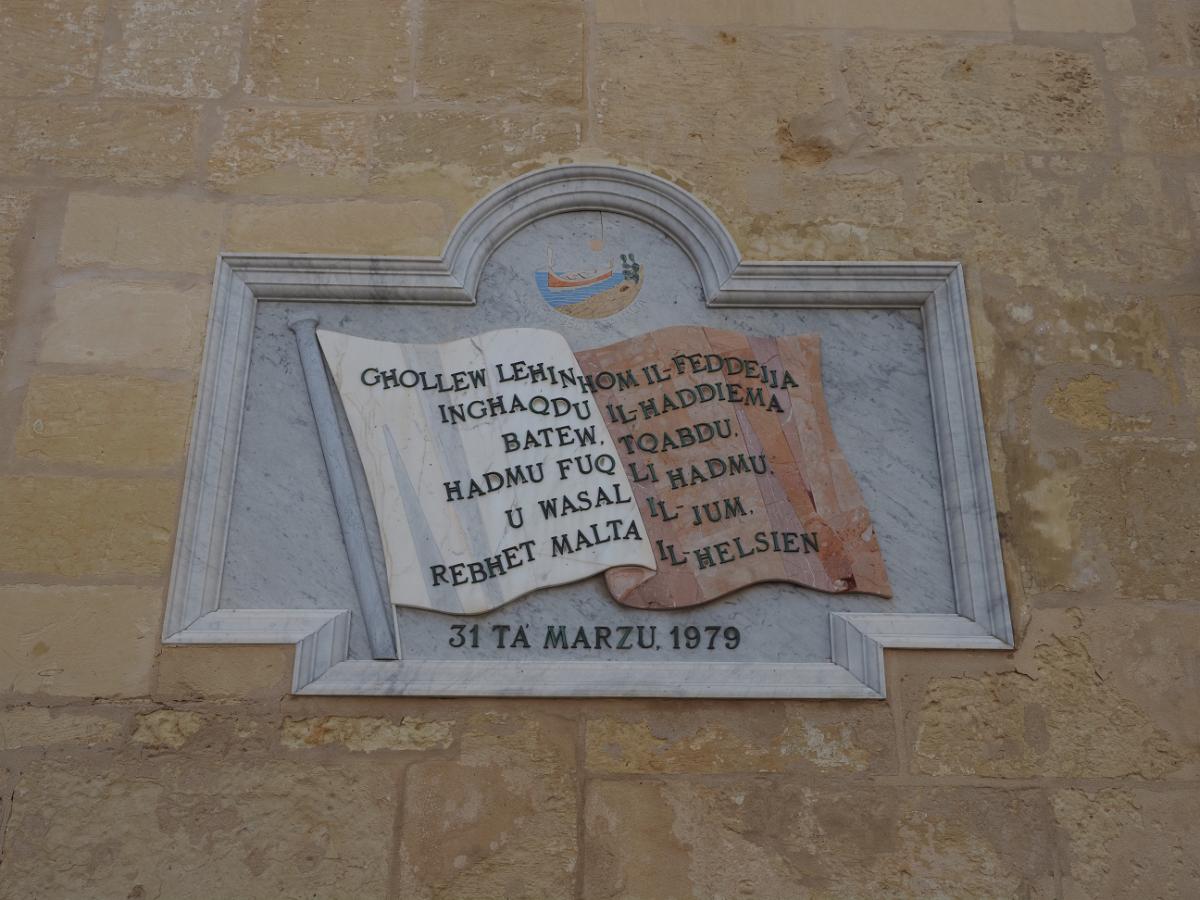 GHOLLEW LEHINHOM IL-FEDDEIJA
INGHAQDU IL-HADDIEMA
BATEW, TQABDU,
HADMU FUQ LI HADMU,
U WASAL IL-JUM,
REBHET MALTA IL-HELSIEN
31 TA' MARZU, 1979